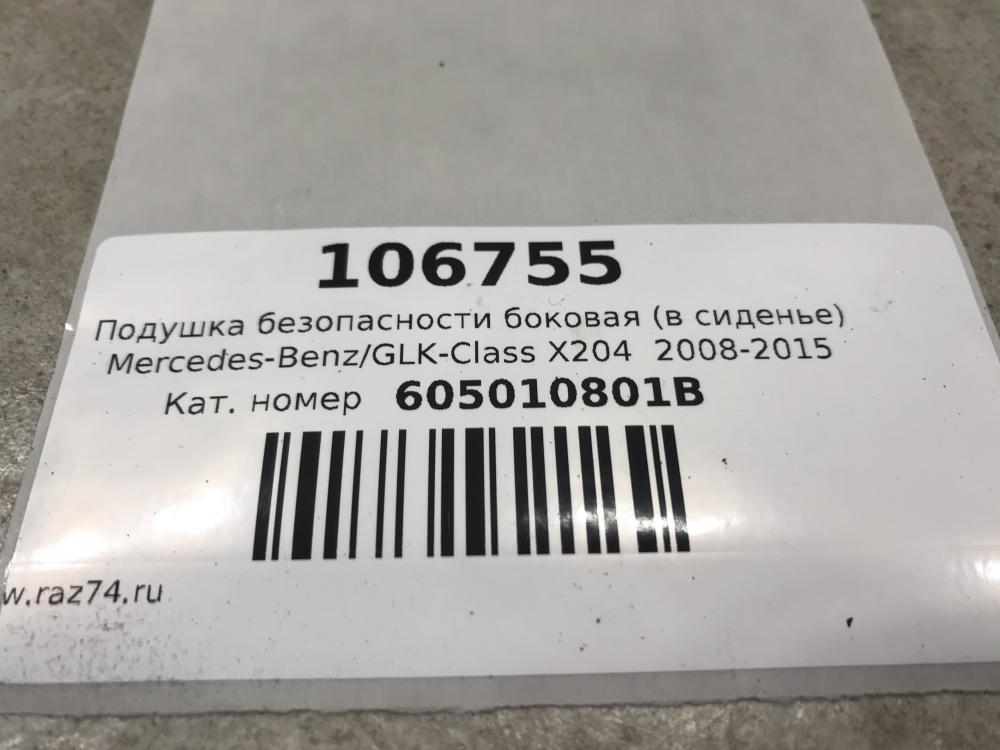 106755
Подушка безопасности боковая (в сиденье)
Mercedes-Benz/GLK-Class X204 2008-2015
Кат. номер 605010801B
w.raz74.ru